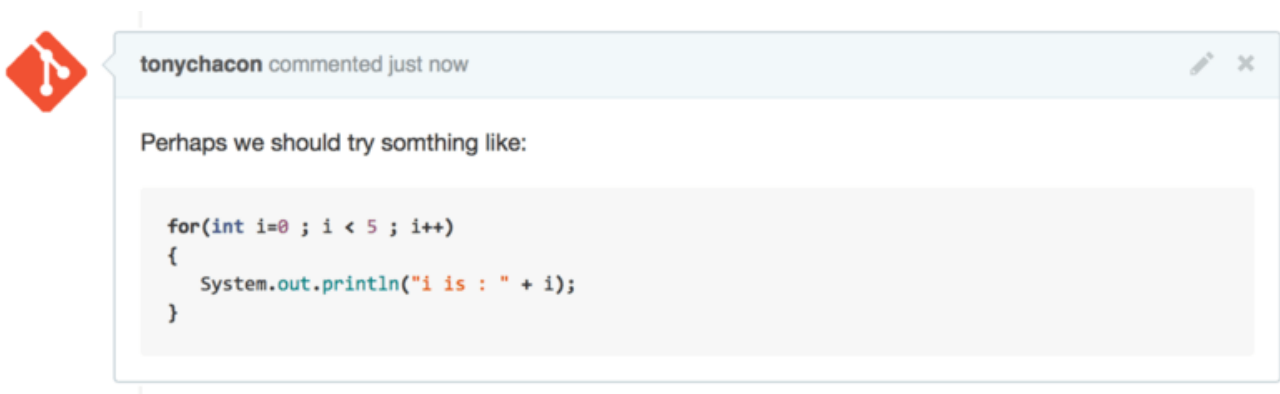 tonychacon commented just now
Perhaps we should try somthing like:
for(int i=0 ; i < 5 ; i++)
{
   System.out.println("i is : " + i);
}